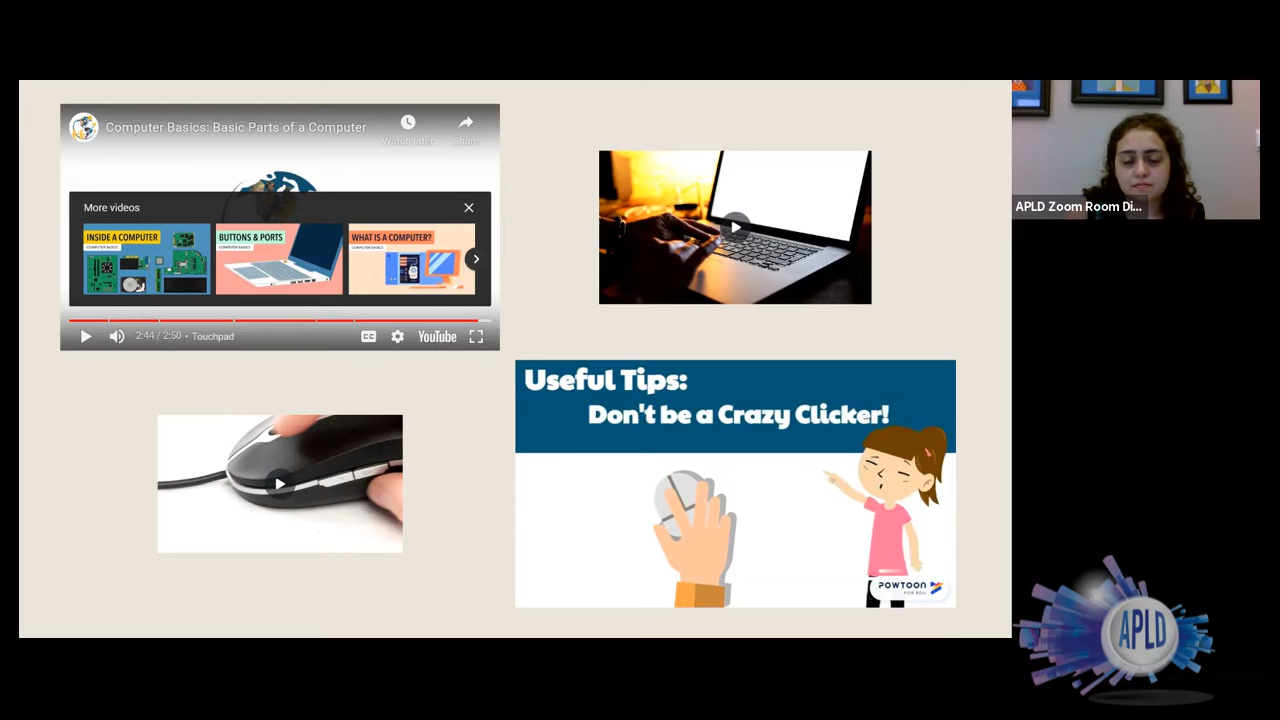 Computer Basics: Basic Parts of a Computer
Watch later
Share
More videos
INSIDE A COMPUTER
COMPUTER BASICS
BUTTONS & PORTS
COMPUTER BASICS
WHAT IS A COMPUTER?
COMPUTER BASICS
2:44 / 2:50 • Touchpad
CC
YouTube
Useful Tips:
Don't be a Crazy Clicker!
POWTOON
FOR EDU
APLD Zoom Room Di...
APLD